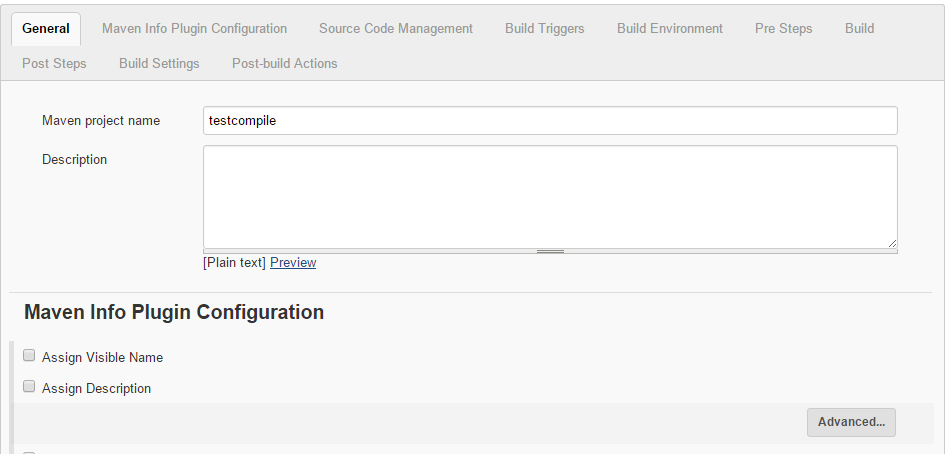 General Maven Info Plugin Configuration Source Code Management Build Triggers Build Environment Pre Steps Build
Post Steps Build Settings Post-build Actions
Maven project name testcompile
Description
[Plain text] Preview
Maven Info Plugin Configuration
Assign Visible Name
Assign Description
Advanced...